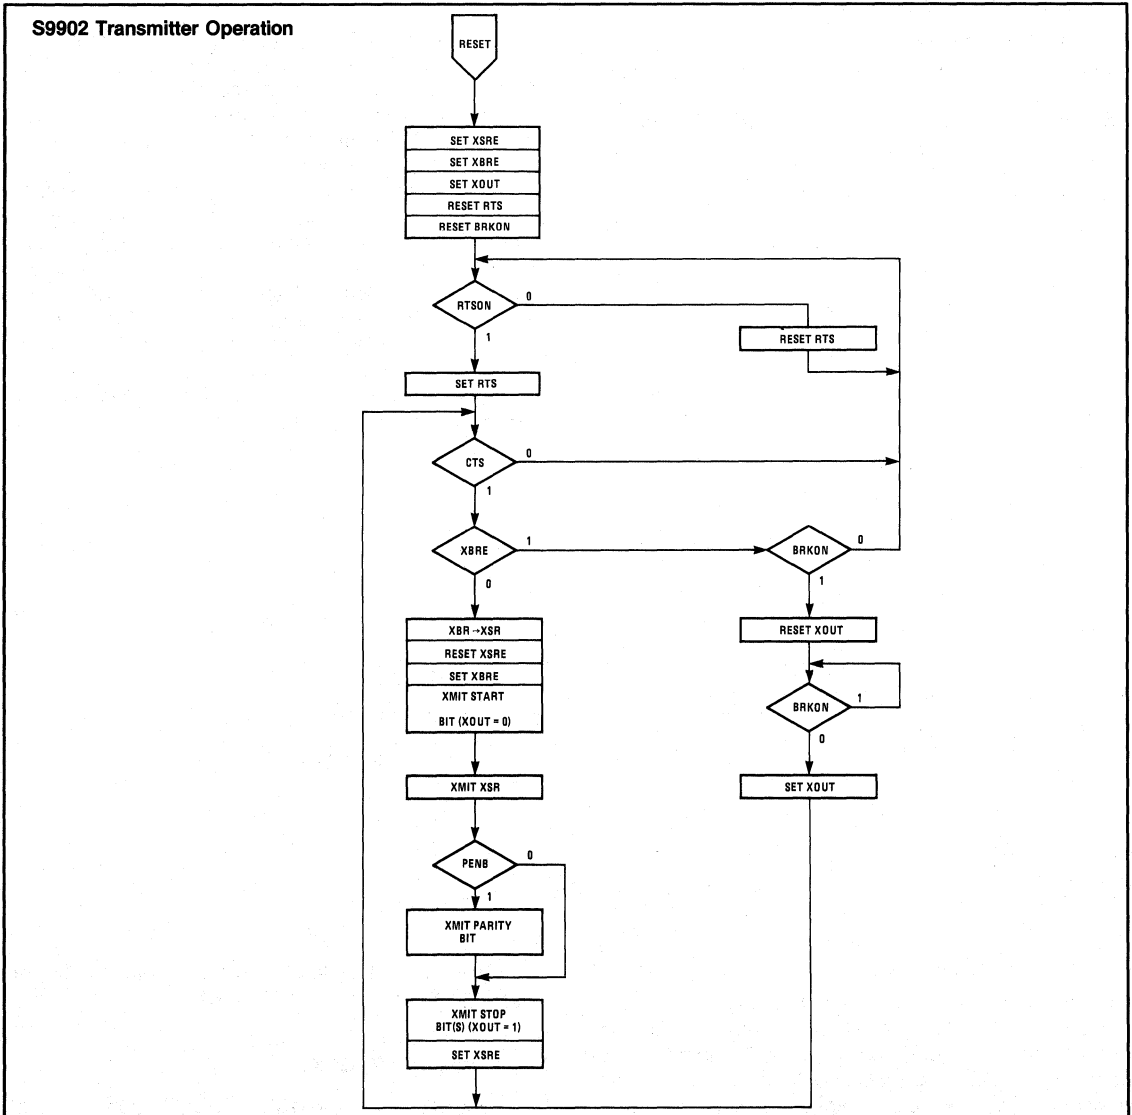 S9902 Transmitter Operation
RESET
SET XSRE
SET XBRE
SET XOUT
RESET RTS
RESET BRKON
RTSON
0
1
RESET RTS
SET RTS
CTS
0
1
XBRE
1
0
BRKON
0
1
XBR→XSR
RESET XSRE
SET XBRE
XMIT START
BIT (XOUT = 0)
RESET XOUT
BRKON
1
0
XMIT XSR
SET XOUT
PENB
0
1
XMIT PARITY
BIT
XMIT STOP
BIT(S) (XOUT = 1)
SET XSRE